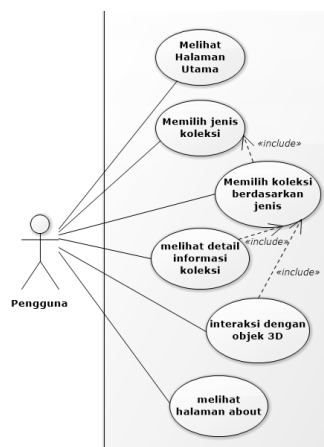 Melihat
Halaman
Utama
Memilih jenis
koleksi
«include»
Memilih koleksi
berdasarkan
jenis
melihat detail
informasi
koleksi
«include»
«include»
Pengguna
interaksi dengan
objek 3D
melihat
halaman about